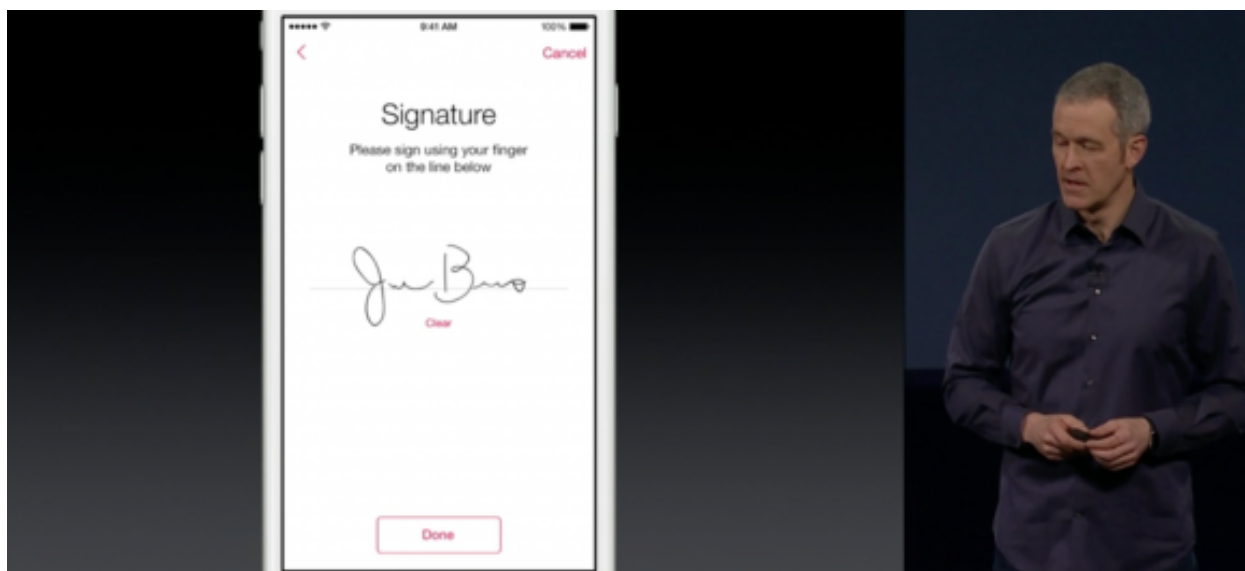 9:41 AM
100%
Cancel
Signature
Please sign using your finger
on the line below
Clear
Done